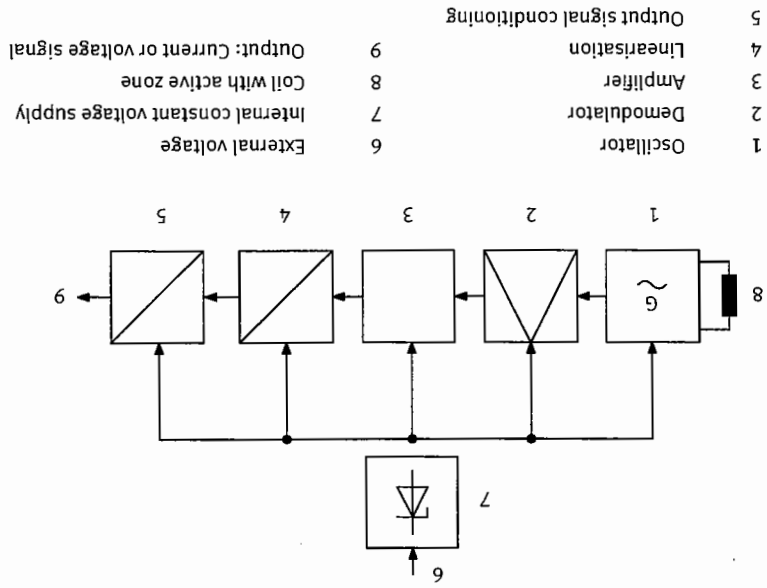 6
7
8 G ~ 9
1 2 3 4 5
1 Oscillator 6 External voltage
2 Demodulator 7 Internal constant voltage supply
3 Amplifier 8 Coil with active zone
4 Linearisation 9 Output: Current or voltage signal
5 Output signal conditioning